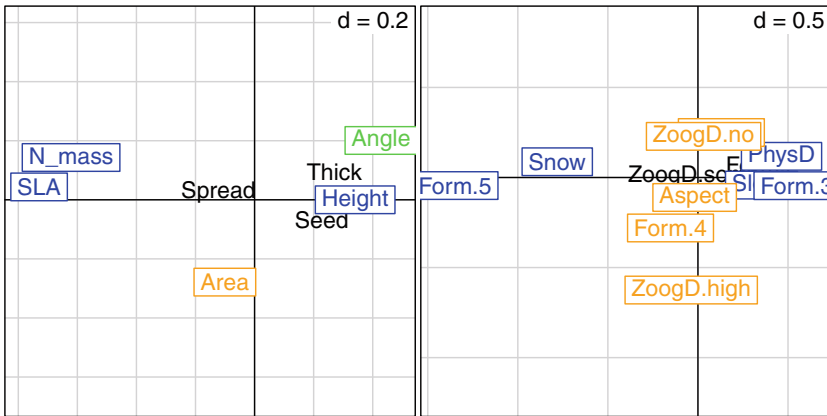 d = 0.2
Angle
N_mass
Thick
SLA
Spread
Height
Seed
Area
d = 0.5
ZoogD.no
PhysD
Snow
Form.5
Form.3
Aspect
Form.4
ZoogD.high